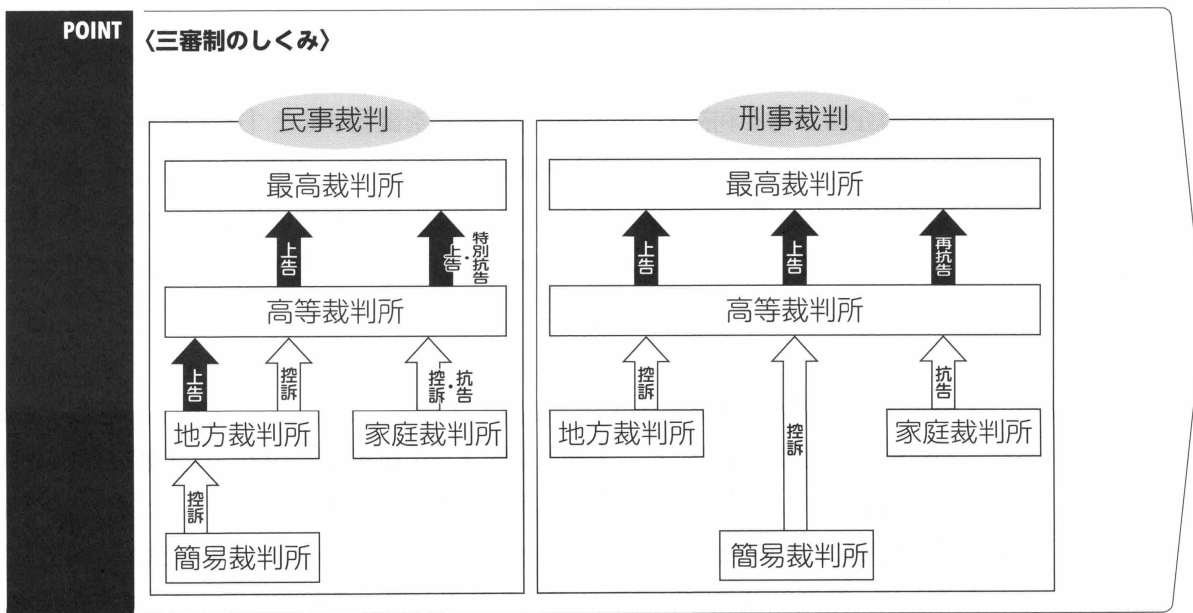 POINT
〈三審制のしくみ〉
民事裁判
最高裁判所
上告
上告・特別抗告
高等裁判所
上告
控訴
控訴・抗告
地方裁判所
家庭裁判所
控訴
簡易裁判所
刑事裁判
最高裁判所
上告
上告
再抗告
高等裁判所
控訴
控訴
抗告
地方裁判所
家庭裁判所
簡易裁判所